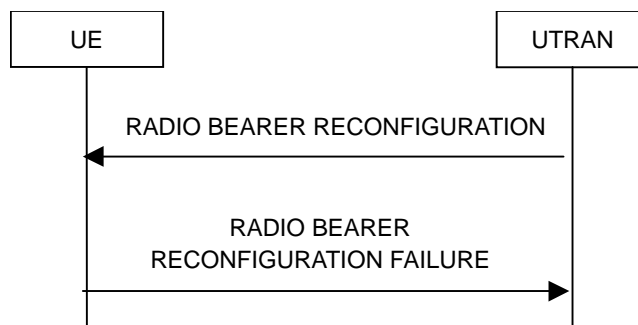 UE
UTRAN
RADIO BEARER RECONFIGURATION
RADIO BEARER
RECONFIGURATION FAILURE